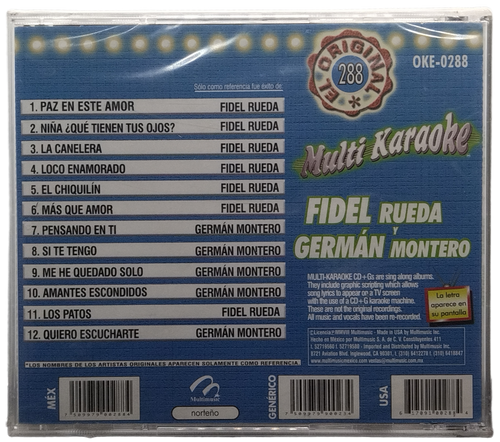 EL ORIGINAL
288
OKE-0288
Sólo como referencia fue éxito de
1. PAZ EN ESTE AMOR FIDEL RUEDA
2. NIÑA ¿QUÉ TIENEN TUS OJOS? FIDEL RUEDA
3. LA CANELERA FIDEL RUEDA
4. LOCO ENAMORADO FIDEL RUEDA
5. EL CHIQUILÍN FIDEL RUEDA
6. MÁS QUE AMOR FIDEL RUEDA
7. PENSANDO EN TI GERMÁN MONTERO
8. SI TE TENGO GERMÁN MONTERO
9. ME HE QUEDADO SOLO GERMÁN MONTERO
10. AMANTES ESCONDIDOS GERMÁN MONTERO
11. LOS PATOS FIDEL RUEDA
12. QUIERO ESCUCHARTE GERMÁN MONTERO
*LOS NOMBRES DE LOS ARTISTAS ORIGINALES APARECEN SOLAMENTE COMO REFERENCIA
Multi Karaoke
FIDEL RUEDA
Y
GERMÁN MONTERO
MULTI-KARAOKE CD+Gs are sing along albums.
They include graphic scripting which allows
song lyrics to appear on a TV screen
with the use of a CD+G karaoke machine.
These are not the original recordings.
All music and vocals have been re-recorded.
La letra
aparece en
su pantalla
MEX
Multimusic
norteño
GENÉRICO
USA